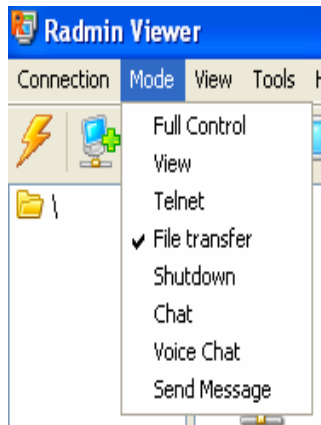 Radmin Viewer
Connection Mode View Tools
Full Control
View
Telnet
\
File transfer
Shutdown
Chat
Voice Chat
Send Message